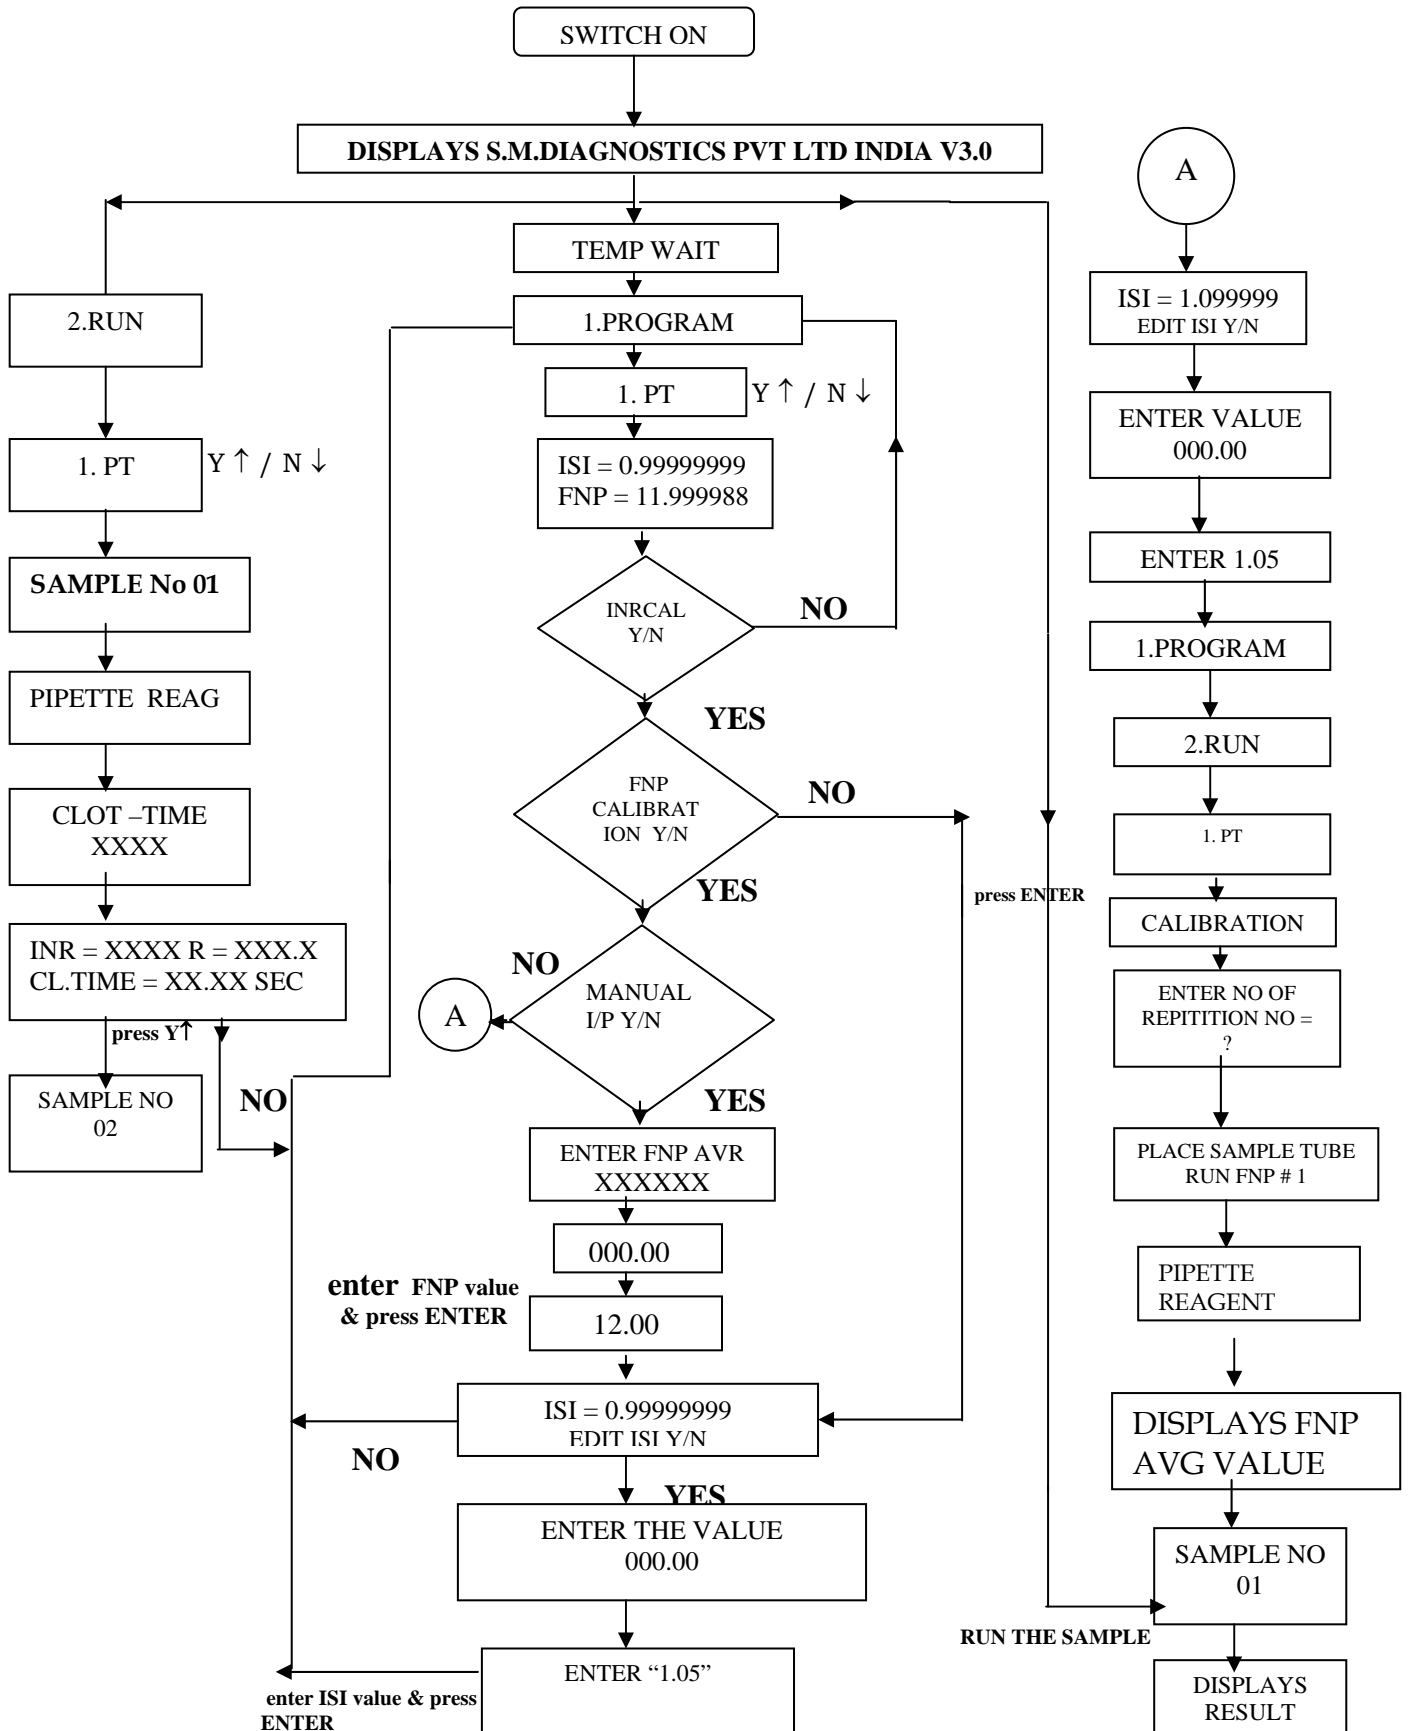 SWITCH ON
DISPLAYS S.M.DIAGNOSTICS PVT LTD INDIA V3.0
2.RUN
1. PT
Y ↑ / N ↓
SAMPLE No 01
PIPETTE REAG
CLOT –TIME
XXXX
INR = XXXX R = XXX.X
CL.TIME = XX.XX SEC
press Y↑
NO
SAMPLE NO
02
TEMP WAIT
1.PROGRAM
1. PT
Y ↑ / N ↓
ISI = 0.99999999
FNP = 11.999988
INRCAL
Y/N
NO
YES
FNP
CALIBRAT
ION Y/N
NO
press ENTER
YES
MANUAL
I/P Y/N
NO
A
YES
ENTER FNP AVR
XXXXXX
000.00
enter FNP value
& press ENTER
12.00
ISI = 0.99999999
EDIT ISI Y/N
NO
YES
ENTER THE VALUE
000.00
ENTER “1.05”
enter ISI value & press
ENTER
A
ISI = 1.099999
EDIT ISI Y/N
ENTER VALUE
000.00
ENTER 1.05
1.PROGRAM
2.RUN
1. PT
CALIBRATION
ENTER NO OF
REPITITION NO =
?
PLACE SAMPLE TUBE
RUN FNP # 1
PIPETTE
REAGENT
DISPLAYS FNP
AVG VALUE
SAMPLE NO
01
RUN THE SAMPLE
DISPLAYS
RESULT